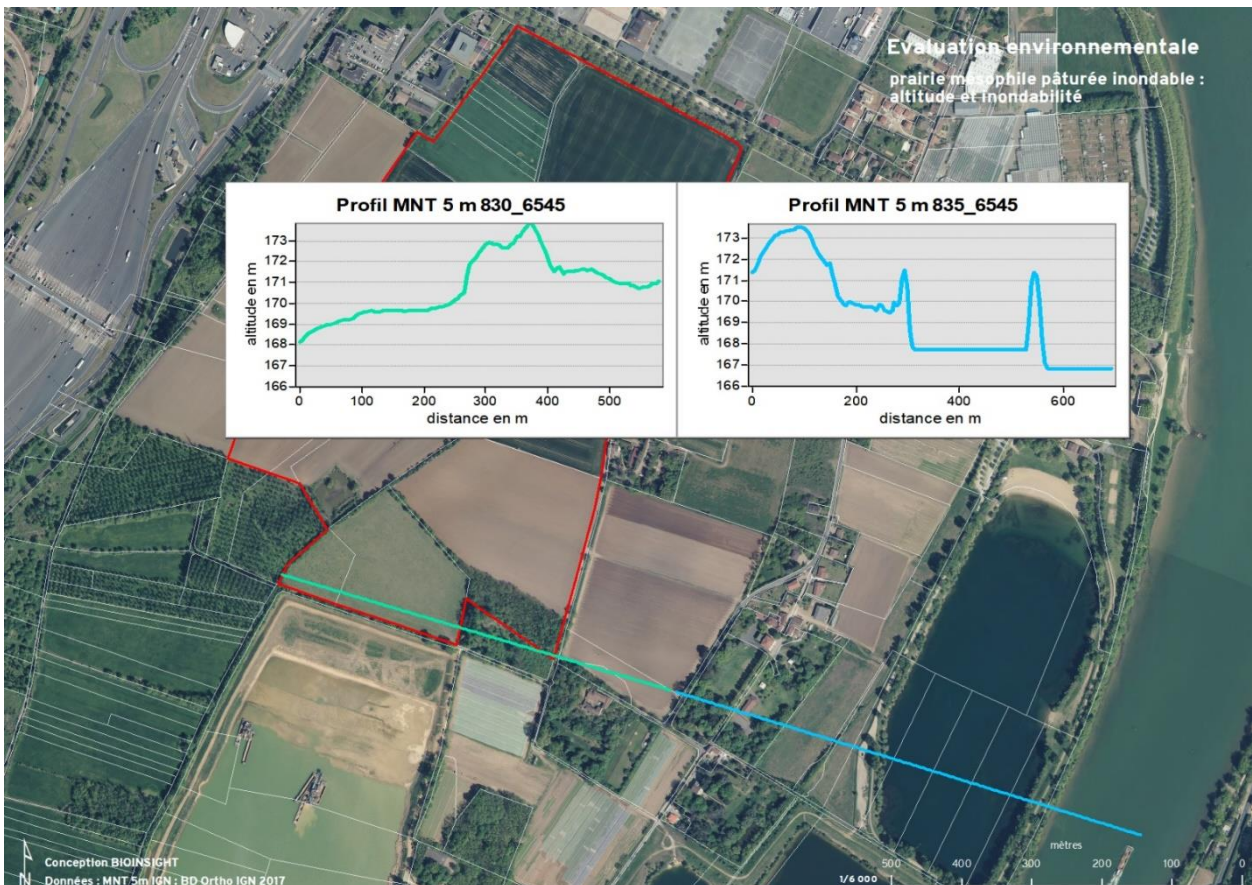 Evaluation environnementale
prairie mésophile pâturée inondable :
altitude et inondabilité
Profil MNT 5 m 830_6545
altitude en m
173
172
171
170
169
168
167
166
0
100
200
300
400
500
distance en m
Profil MNT 5 m 835_6545
altitude en m
173
172
171
170
169
168
167
166
0
200
400
600
distance en m
mètres
500
400
300
200
100
0
1/6 000
N
Conception BIOINSIGHT
Données : MNT 5m IGN ; BD Ortho IGN 2017